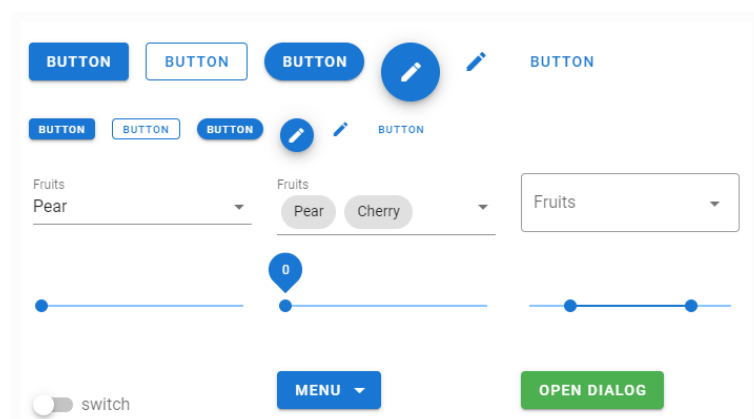 BUTTON BUTTON BUTTON BUTTON
BUTTON BUTTON BUTTON BUTTON
Fruits Fruits
Pear Pear Cherry Fruits
0
switch MENU OPEN DIALOG